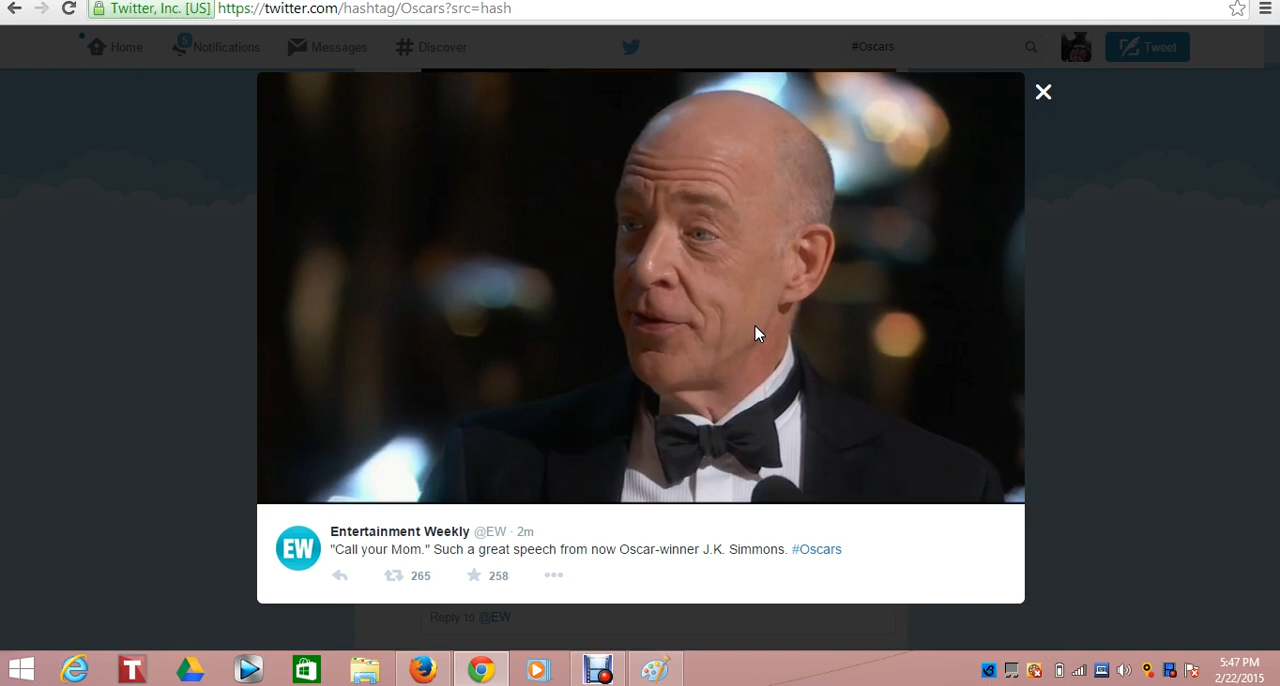 Twitter, Inc. [US] https://twitter.com/hashtag/Oscars?src=hash
Home 5 Notifications Messages # Discover #Oscars Tweet
EW Entertainment Weekly @EW · 2m
"Call your Mom." Such a great speech from now Oscar-winner J.K. Simmons. #Oscars
265 258
Reply to @EW
T
5:47 PM
2/22/2015